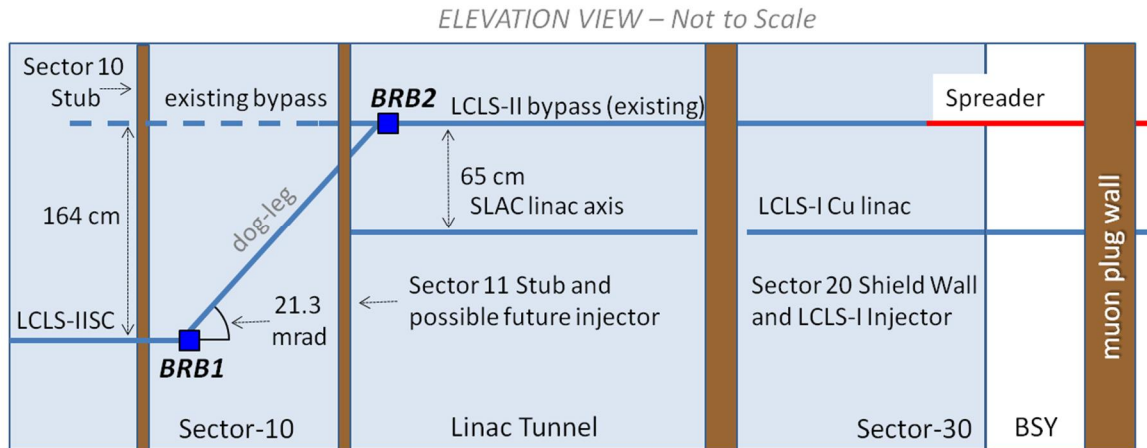 ELEVATION VIEW – Not to Scale
Sector 10
Stub
existing bypass
BRB2
LCLS-II bypass (existing)
Spreader
164 cm
dog-leg
65 cm
SLAC linac axis
LCLS-I Cu linac
muon plug wall
LCLS-IISC
21.3
mrad
Sector 11 Stub and
possible future injector
Sector 20 Shield Wall
and LCLS-I Injector
BRB1
Sector-10
Linac Tunnel
Sector-30
BSY